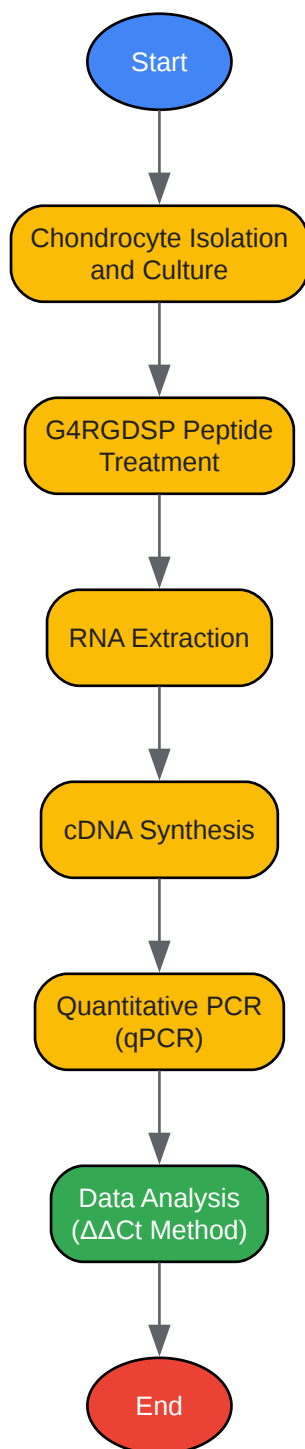 Start
Chondrocyte Isolation
and Culture
G4RGDSP Peptide
Treatment
RNA Extraction
cDNA Synthesis
Quantitative PCR
(qPCR)
Data Analysis
(ΔΔCt Method)
End